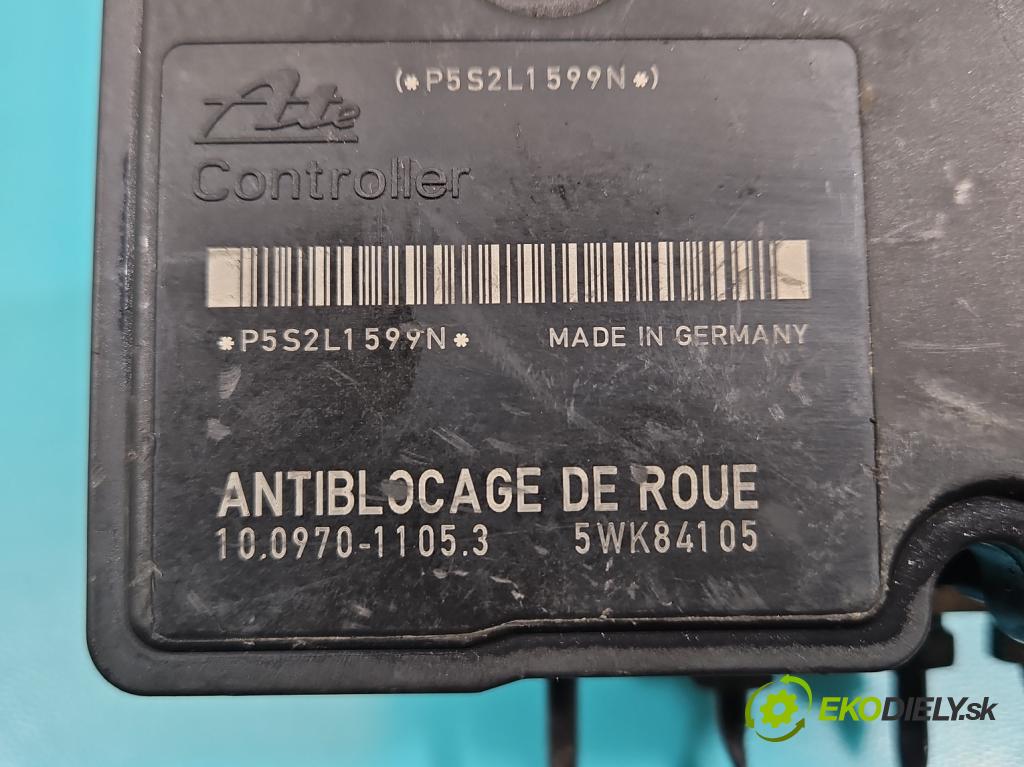 (*P5S2L1599N*)
Ate
Controller
*P5S2L1599N* MADE IN GERMANY
ANTIBLOCAGE DE ROUE
10.0970-1105.3 5WK84105
EKODIELY.sk